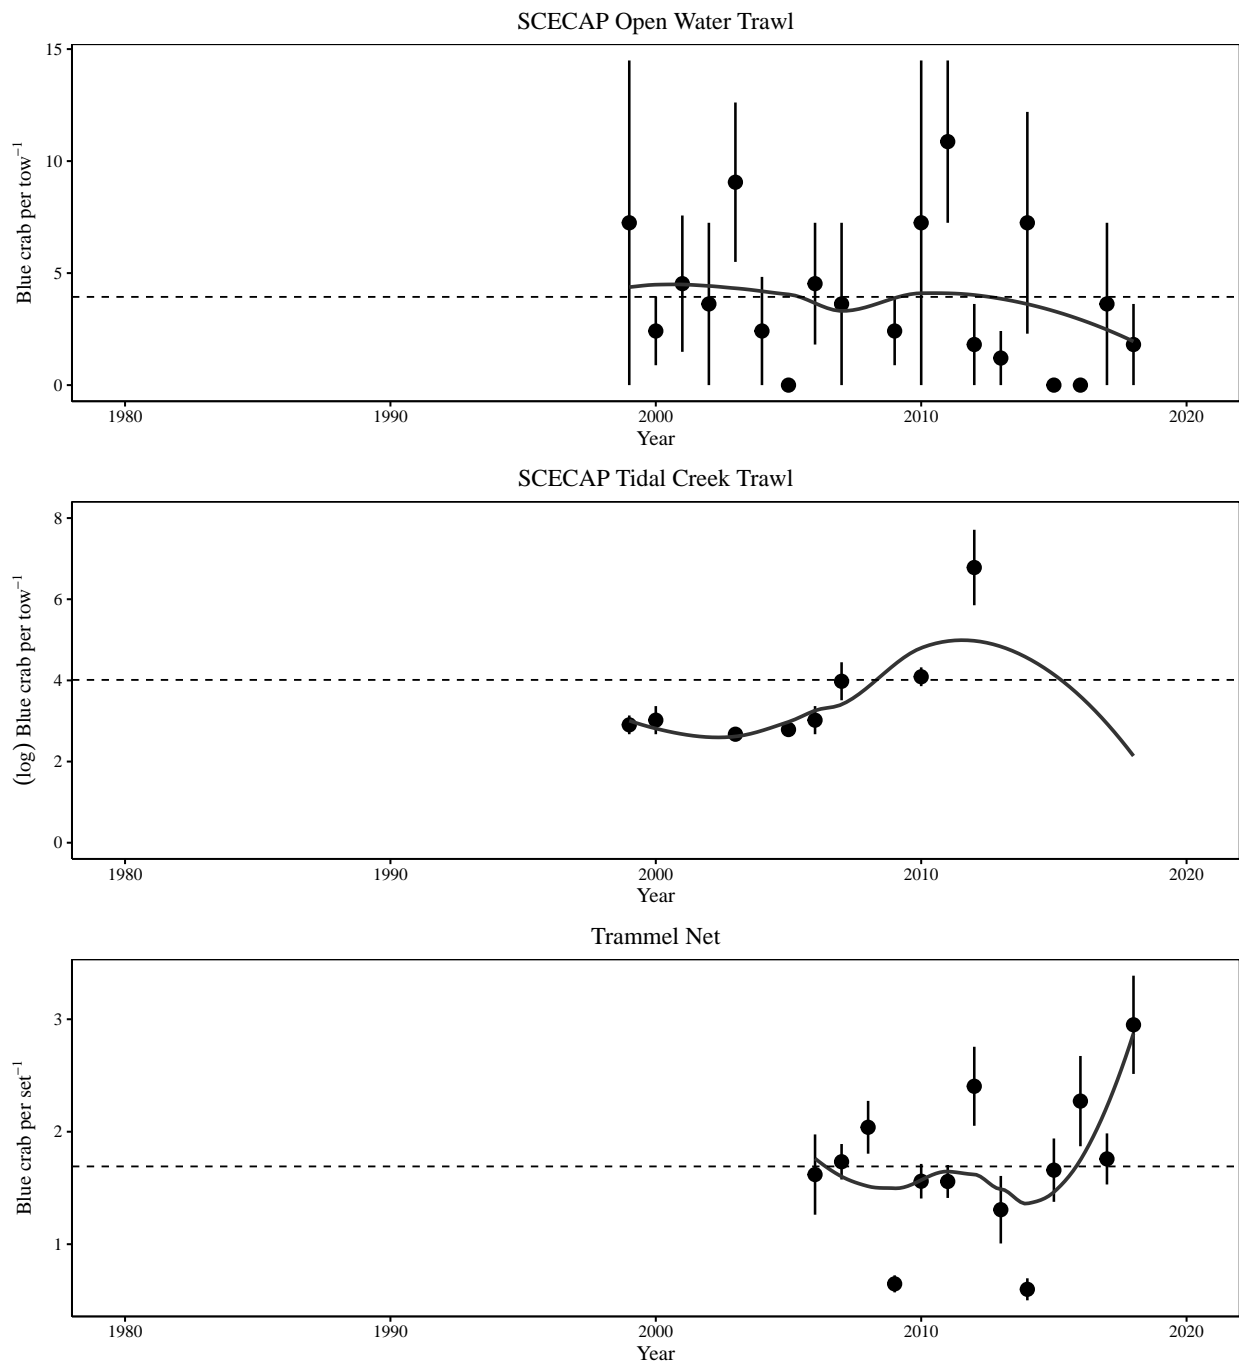 SCECAP Open Water Trawl
15
10
5
0
Blue crab per tow⁻¹
1980 1990 2000 2010 2020
Year
SCECAP Tidal Creek Trawl
8
6
4
2
0
(log) Blue crab per tow⁻¹
1980 1990 2000 2010 2020
Year
Trammel Net
3
2
1
Blue crab per set⁻¹
1980 1990 2000 2010 2020
Year